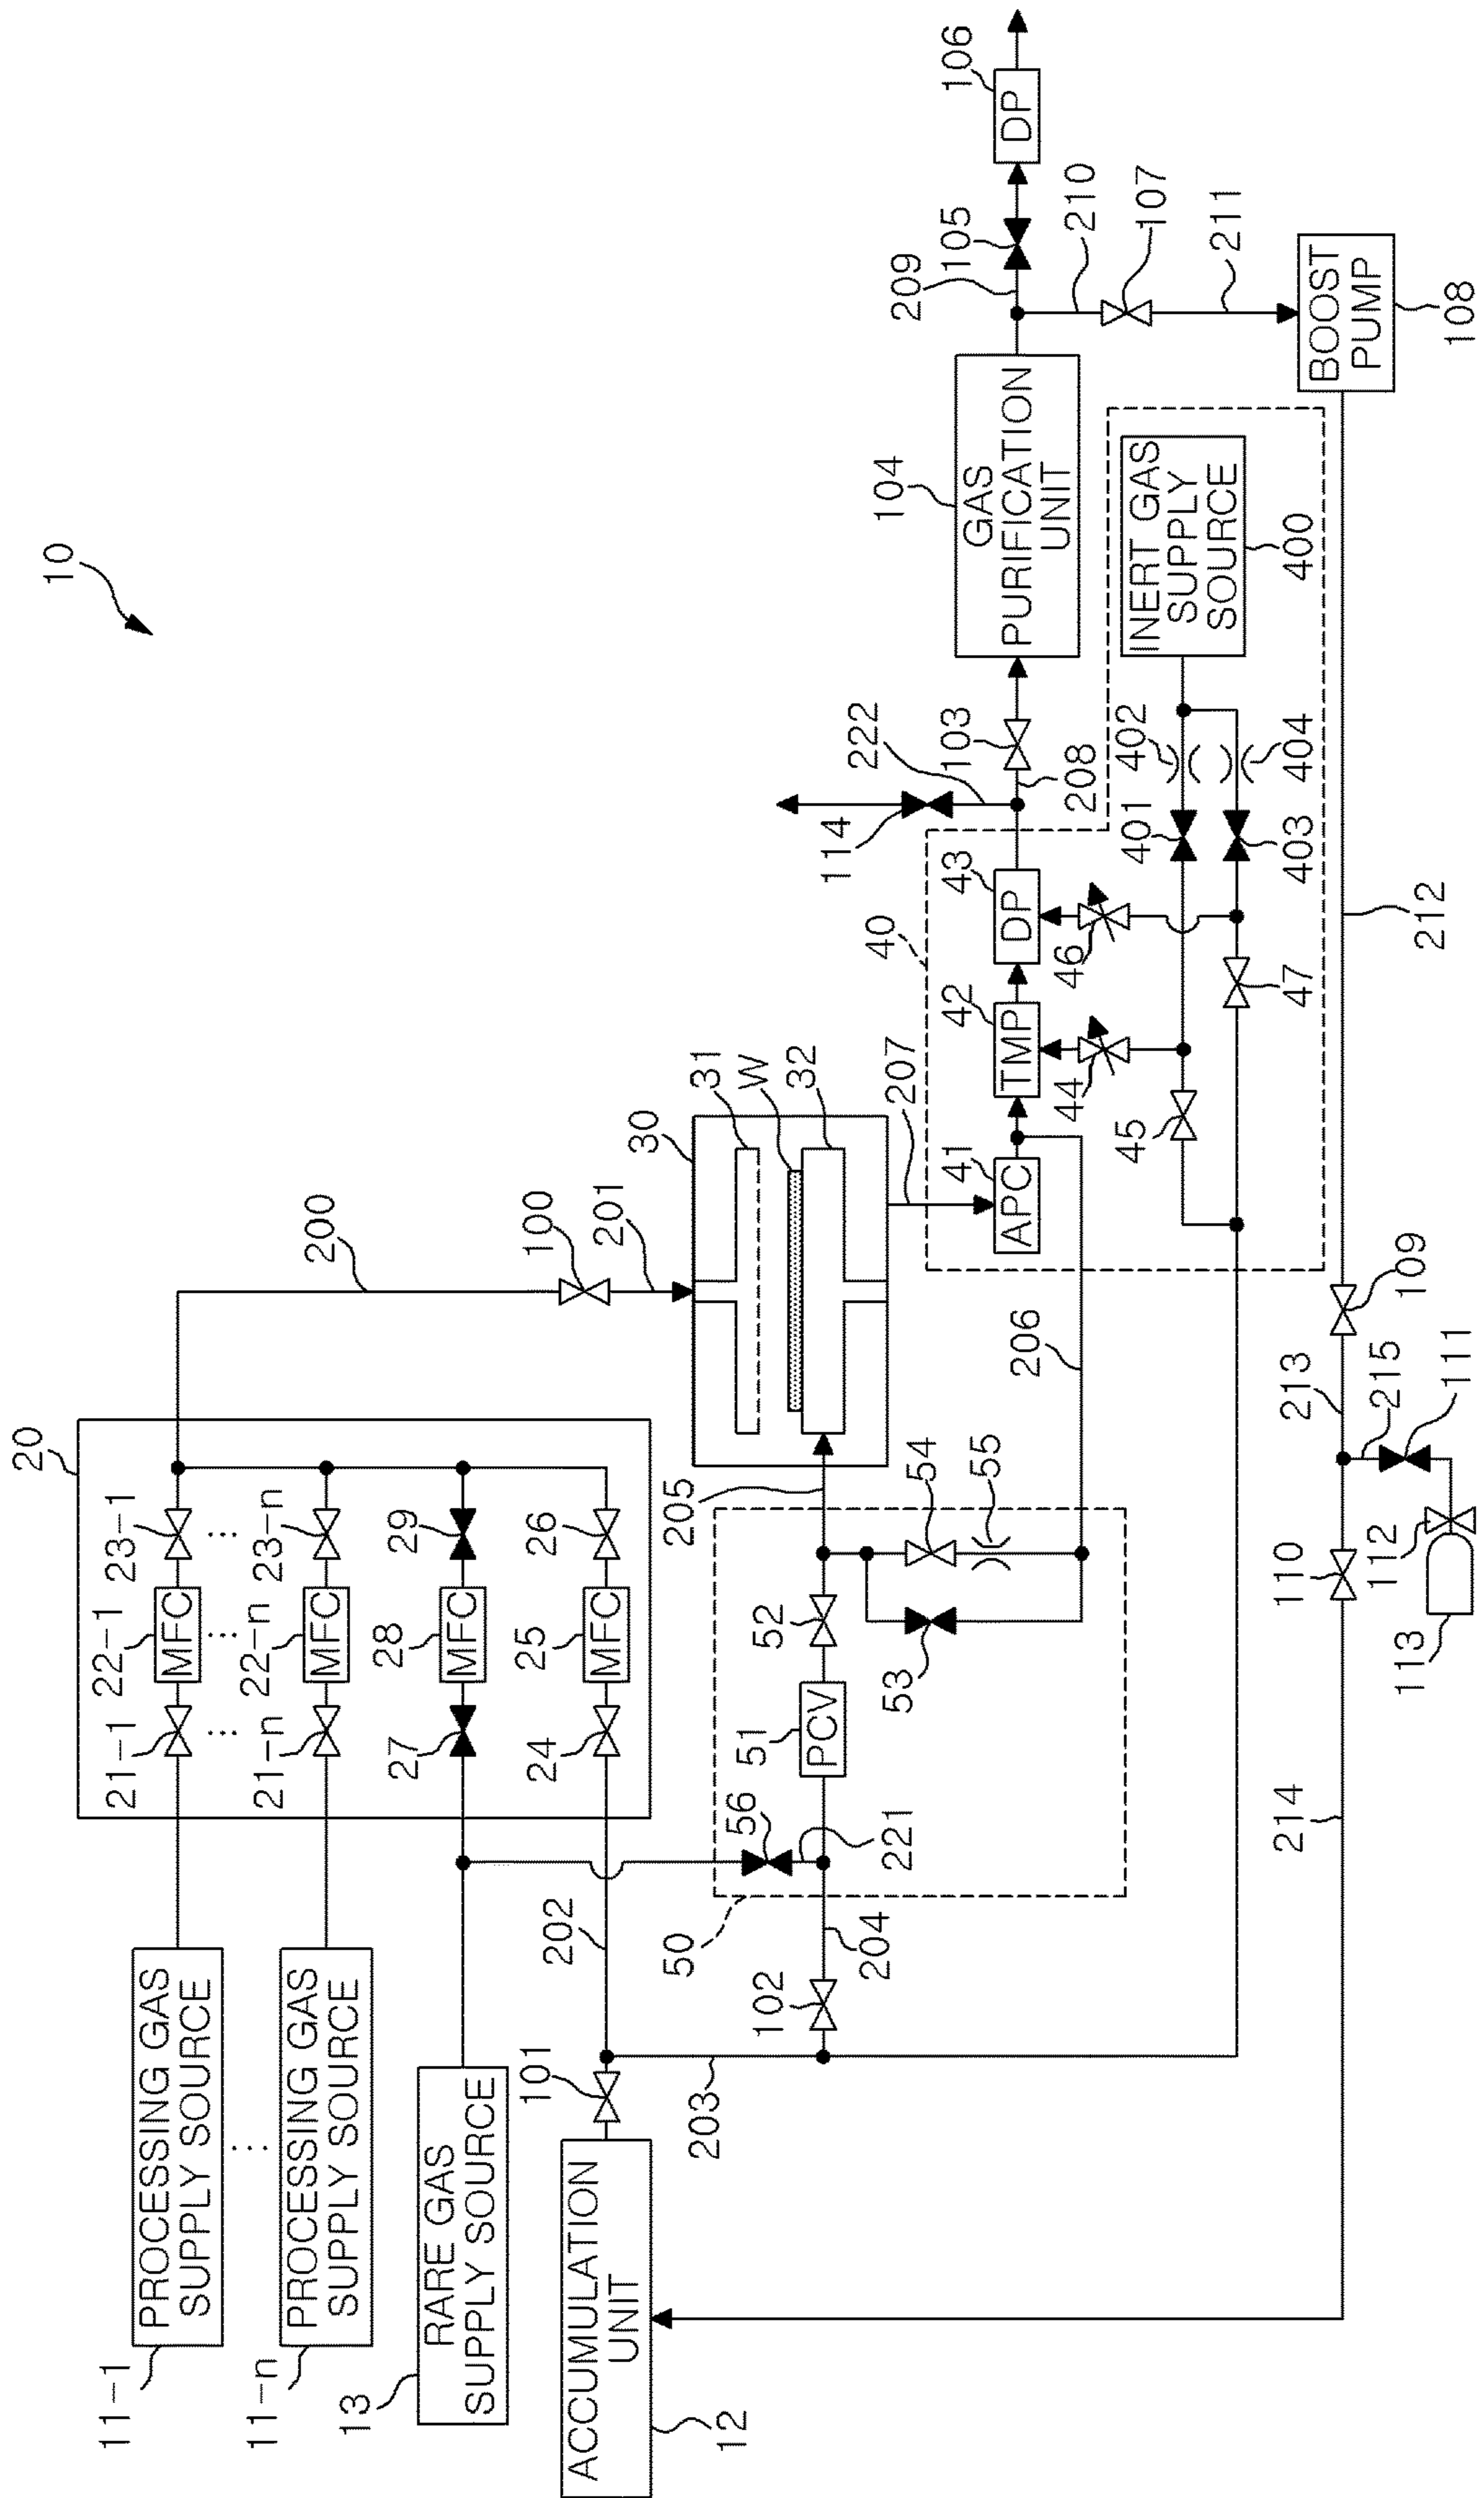 10
11-1
PROCESSING GAS
SUPPLY SOURCE
11-n
PROCESSING GAS
SUPPLY SOURCE
13
RARE GAS
SUPPLY SOURCE
12
ACCUMULATION
UNIT
20
21-1
22-1
MFC
23-1
21-n
22-n
MFC
23-n
27
28
MFC
29
24
25
MFC
26
200
100
201
202
101
203
102
204
50
56
221
51
PCV
52
53
54
55
205
206
30
31
W
32
207
40
41
APC
42
TMP
43
DP
44
45
46
47
114
222
103
208
401
402
403
404
INERT GAS
SUPPLY
SOURCE
400
104
GAS
PURIFICATION
UNIT
209
105
106
DP
210
107
211
BOOST
PUMP
108
212
109
213
215
111
110
112
113
214